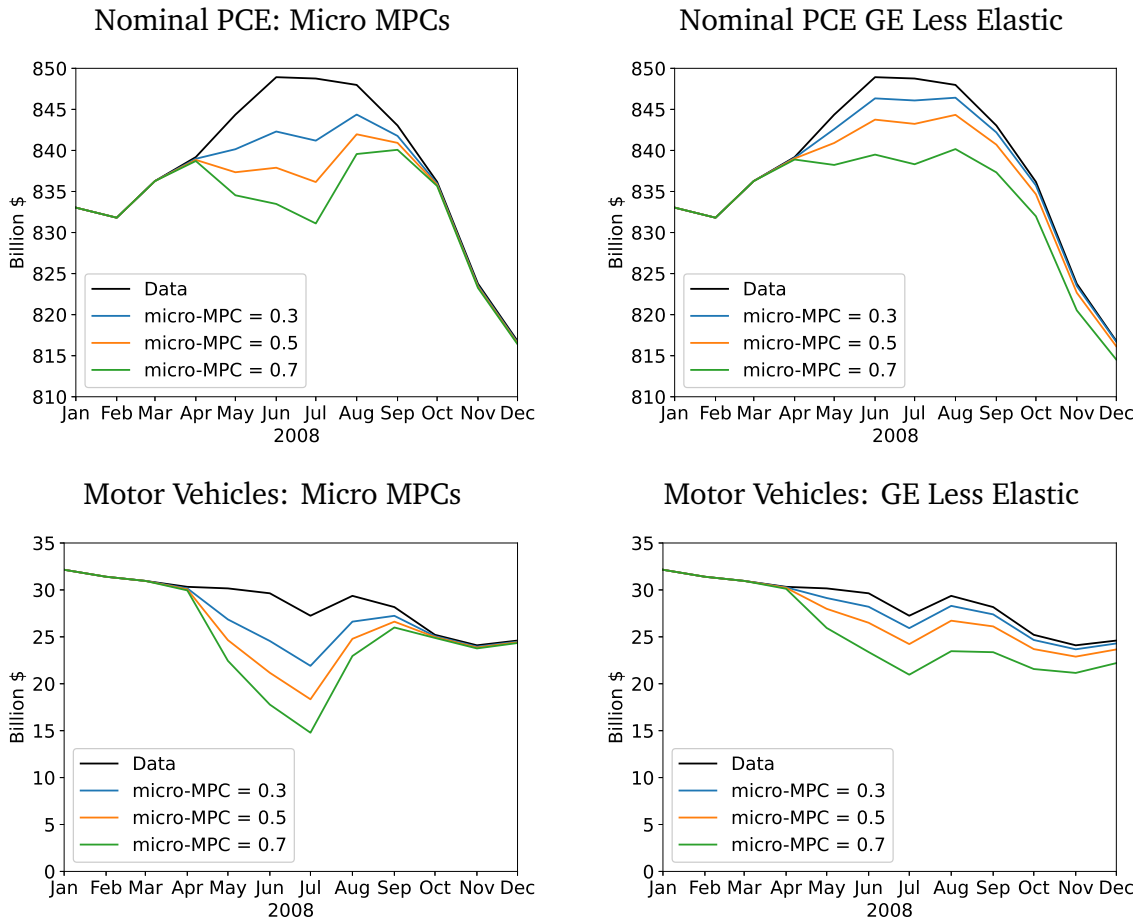 Nominal PCE: Micro MPCs
850
845
840
835
830
825
820
815
810
Billion $
Data
micro-MPC = 0.3
micro-MPC = 0.5
micro-MPC = 0.7
Jan Feb Mar Apr May Jun Jul Aug Sep Oct Nov Dec
2008
Nominal PCE GE Less Elastic
850
845
840
835
830
825
820
815
810
Billion $
Data
micro-MPC = 0.3
micro-MPC = 0.5
micro-MPC = 0.7
Jan Feb Mar Apr May Jun Jul Aug Sep Oct Nov Dec
2008
Motor Vehicles: Micro MPCs
35
30
25
20
15
10
5
0
Billion $
Data
micro-MPC = 0.3
micro-MPC = 0.5
micro-MPC = 0.7
Jan Feb Mar Apr May Jun Jul Aug Sep Oct Nov Dec
2008
Motor Vehicles: GE Less Elastic
35
30
25
20
15
10
5
0
Billion $
Data
micro-MPC = 0.3
micro-MPC = 0.5
micro-MPC = 0.7
Jan Feb Mar Apr May Jun Jul Aug Sep Oct Nov Dec
2008